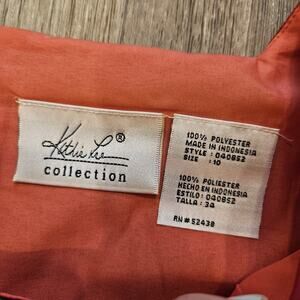 Kathie Lee®
collection
100% POLYESTER
MADE IN INDONESIA
STYLE : 040852
SIZE : 10
100% POLIESTER
HECHO EN INDONESIA
ESTILO : 040852
TALLA : 34
RN# 52439